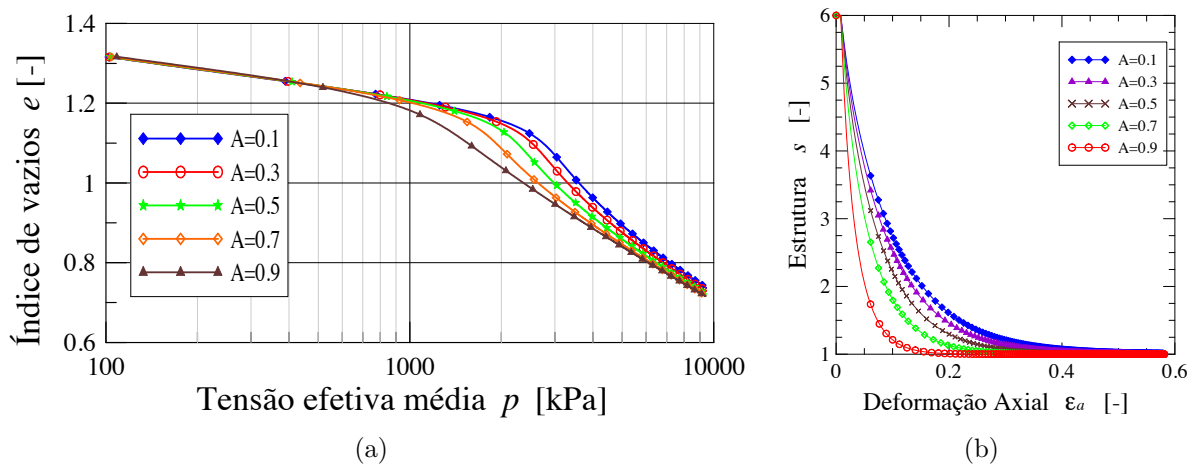 1.4
1.2
1
0.8
0.6
100
1000
10000
Índice de vazios e [-]
Tensão efetiva média p [kPa]
A=0.1
A=0.3
A=0.5
A=0.7
A=0.9
(a)
6
5
4
3
2
1
0
0.2
0.4
0.6
Estrutura s [-]
Deformação Axial εa [-]
A=0.1
A=0.3
A=0.5
A=0.7
A=0.9
(b)